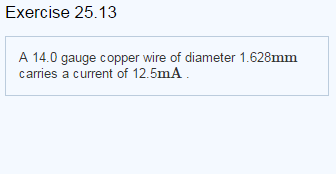 Exercise 25.13
A 14.0 gauge copper wire of diameter 1.628mm
carries a current of 12.5mA .